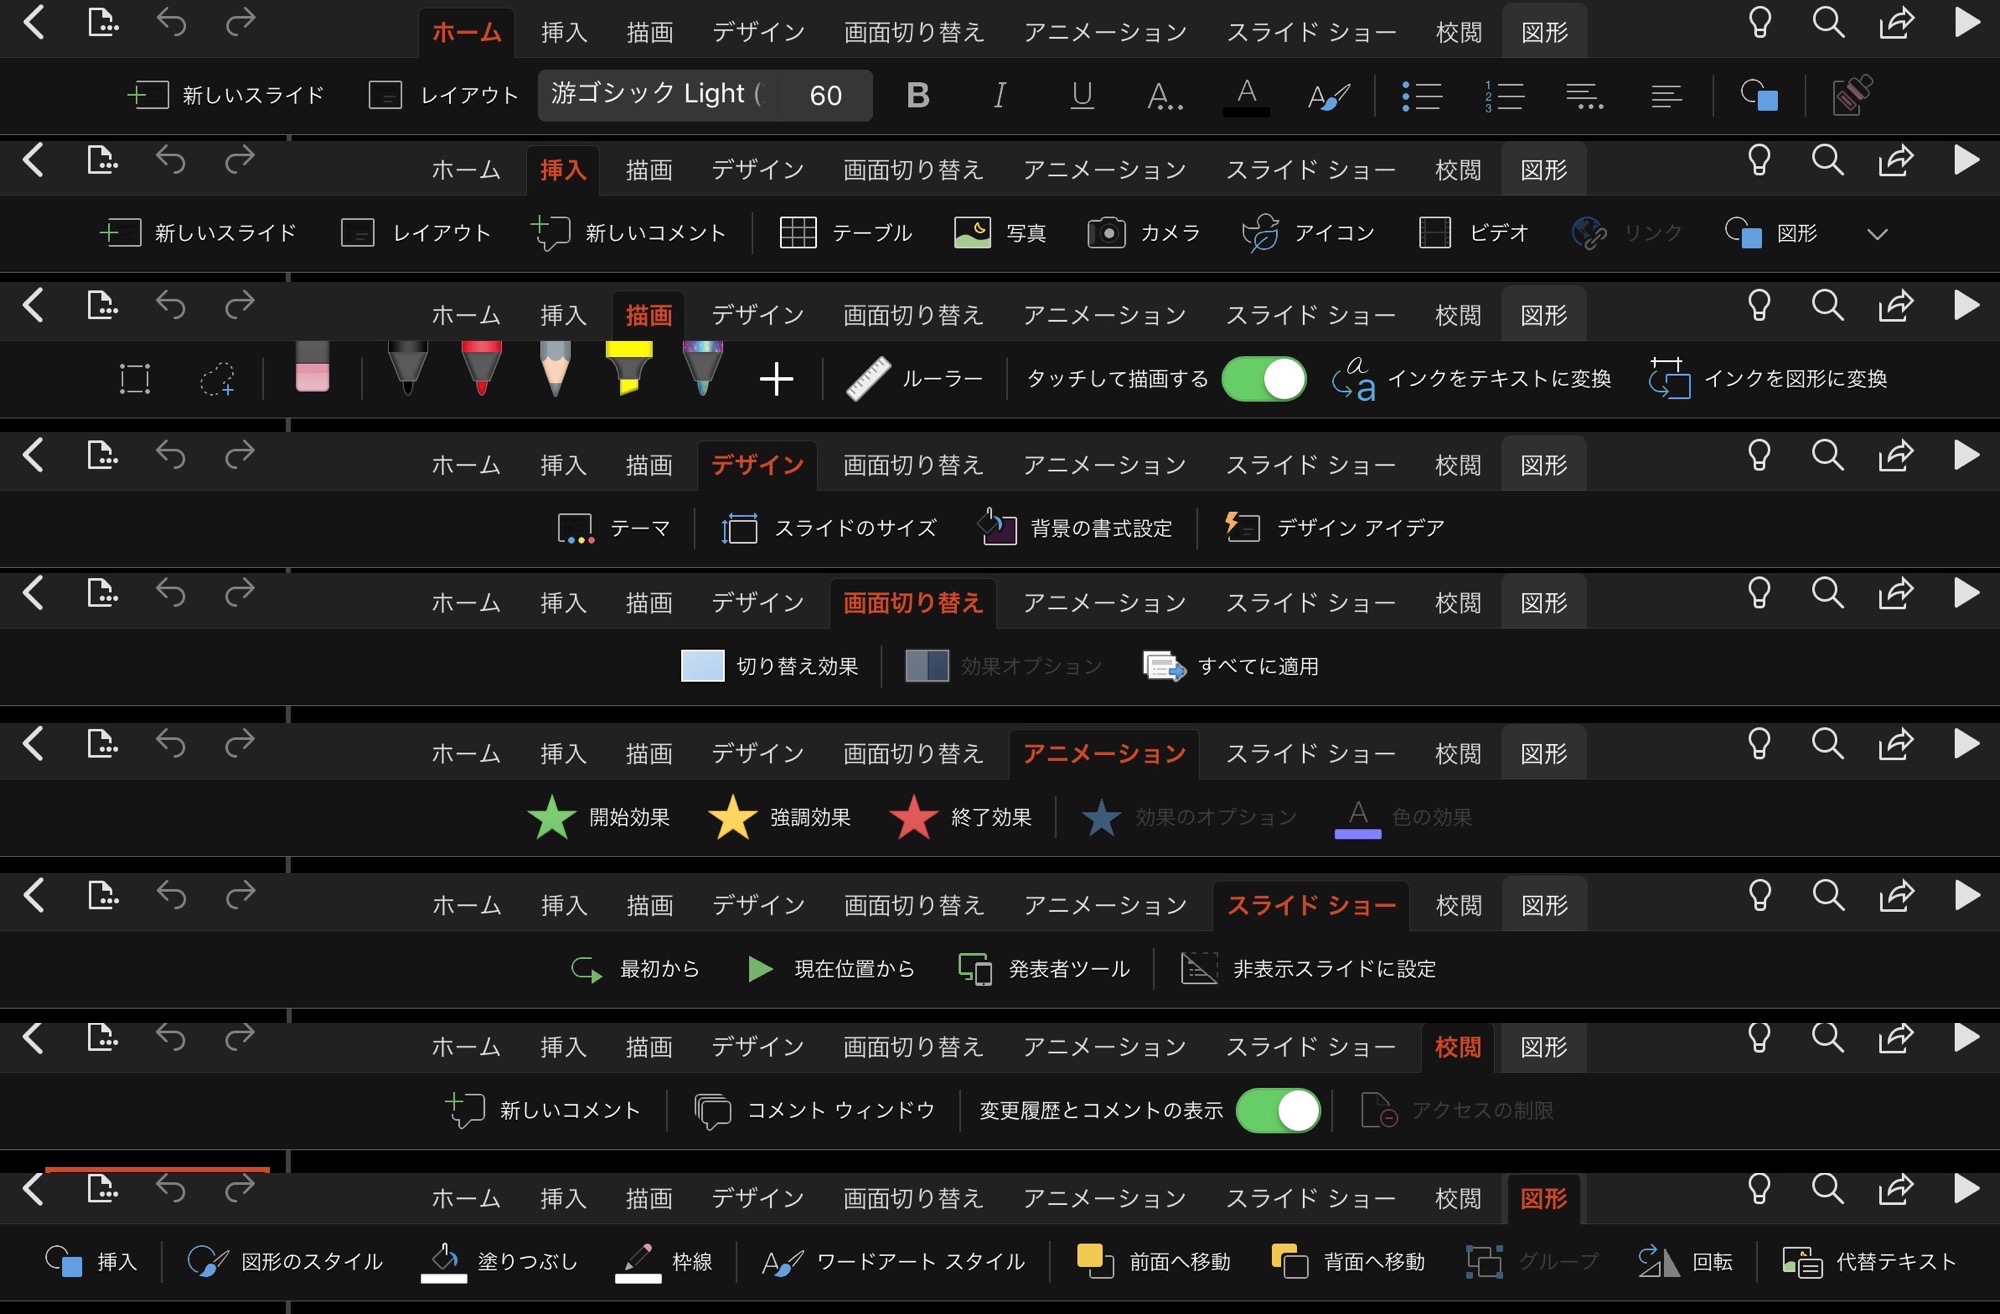 ホーム 挿入 描画 デザイン 画面切り替え アニメーション スライド ショー 校閲 図形
新しいスライド レイアウト 游ゴシック Light ( 60 B I U A.. A A
ホーム 挿入 描画 デザイン 画面切り替え アニメーション スライド ショー 校閲 図形
新しいスライド レイアウト 新しいコメント テーブル 写真 カメラ アイコン ビデオ リンク 図形
ホーム 挿入 描画 デザイン 画面切り替え アニメーション スライド ショー 校閲 図形
ルーラー タッチして描画する インクをテキストに変換 インクを図形に変換
ホーム 挿入 描画 デザイン 画面切り替え アニメーション スライド ショー 校閲 図形
テーマ スライドのサイズ 背景の書式設定 デザイン アイデア
ホーム 挿入 描画 デザイン 画面切り替え アニメーション スライド ショー 校閲 図形
切り替え効果 効果オプション すべてに適用
ホーム 挿入 描画 デザイン 画面切り替え アニメーション スライド ショー 校閲 図形
開始効果 強調効果 終了効果 効果のオプション 色の効果
ホーム 挿入 描画 デザイン 画面切り替え アニメーション スライド ショー 校閲 図形
最初から 現在位置から 発表者ツール 非表示スライドに設定
ホーム 挿入 描画 デザイン 画面切り替え アニメーション スライド ショー 校閲 図形
新しいコメント コメント ウィンドウ 変更履歴とコメントの表示 アクセスの制限
ホーム 挿入 描画 デザイン 画面切り替え アニメーション スライド ショー 校閲 図形
挿入 図形のスタイル 塗りつぶし 枠線 ワードアート スタイル 前面へ移動 背面へ移動 グループ 回転 代替テキスト